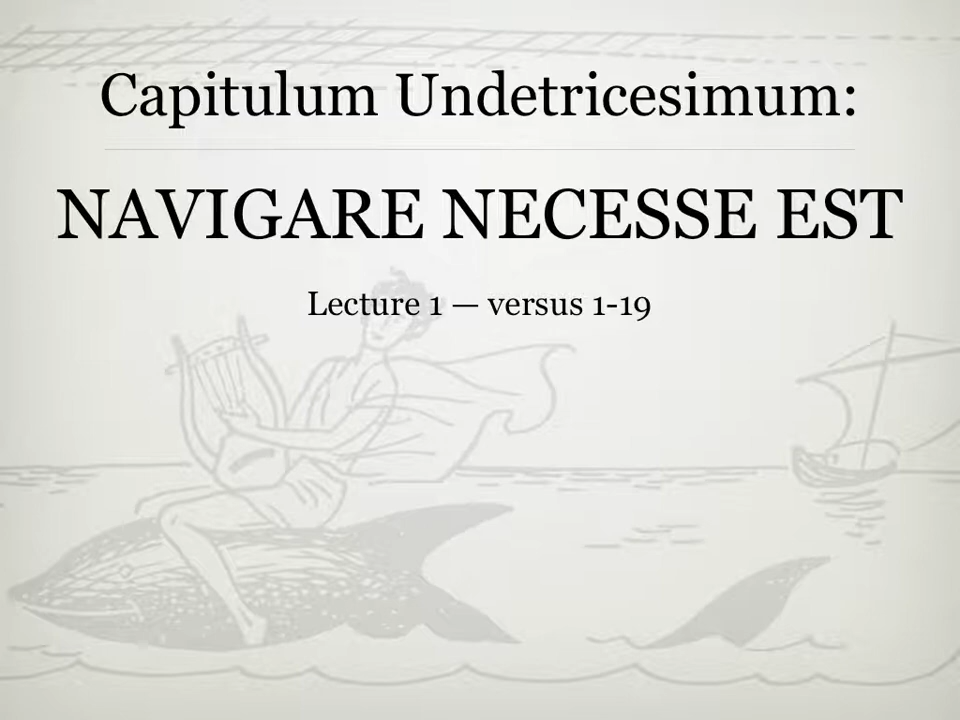 Capitulum Undetricesimum:
NAVIGARE NECESSE EST
Lecture 1 — versus 1-19